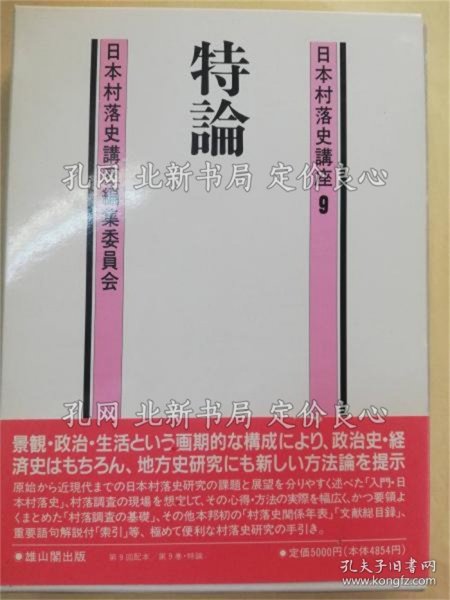 日本村落史講座 9
特論
日本村落史講座編集委員会
孔网 北新书局 定价良心
孔网 北新书局 定价良心
孔网 北新书局 定价良心
景観・政治・生活という画期的な構成により、政治史・経
済史はもちろん、地方史研究にも新しい方法論を提示
原始から近現代までの日本村落史研究の課題と展望を分りやすく述べた「入門・日
本村落史」、村落調査の現場を想定して、その心得・方法の実際を幅広く、かつ要領よ
くまとめた「村落調査の基礎」、その他本邦初の「村落史関係年表」「文献総目録」、
重要語句解説付「索引」等、極めて便利な村落史研究の手引き。
●雄山閣出版
第9回配本 第9巻・特論
●定価5000円(本体4854円)
孔夫子旧书网